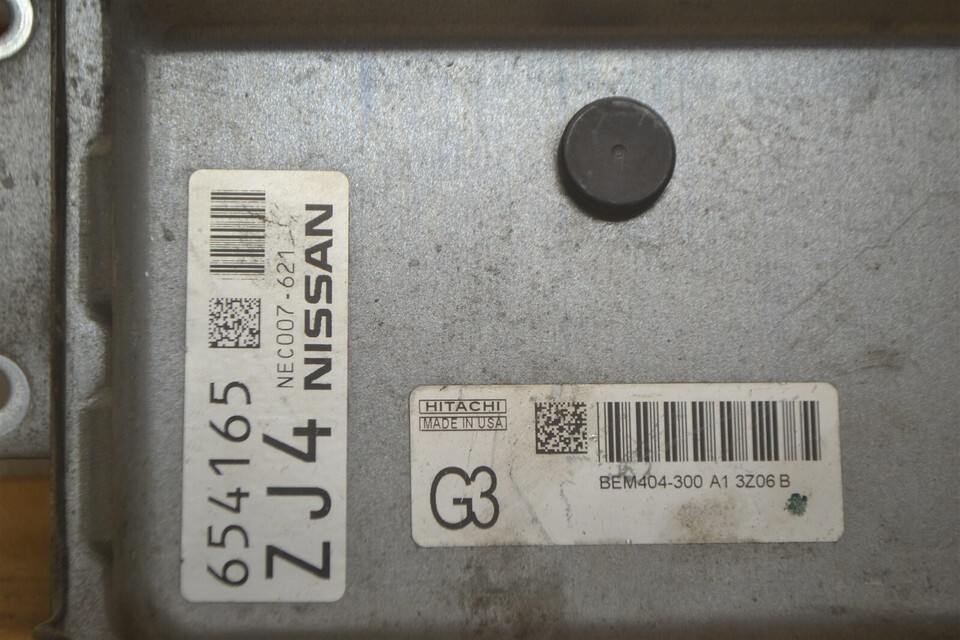 654165
ZJ4
NEC007-621
NISSAN
HITACHI
MADE IN USA
G3
BEM404-300 A1 3Z06 B